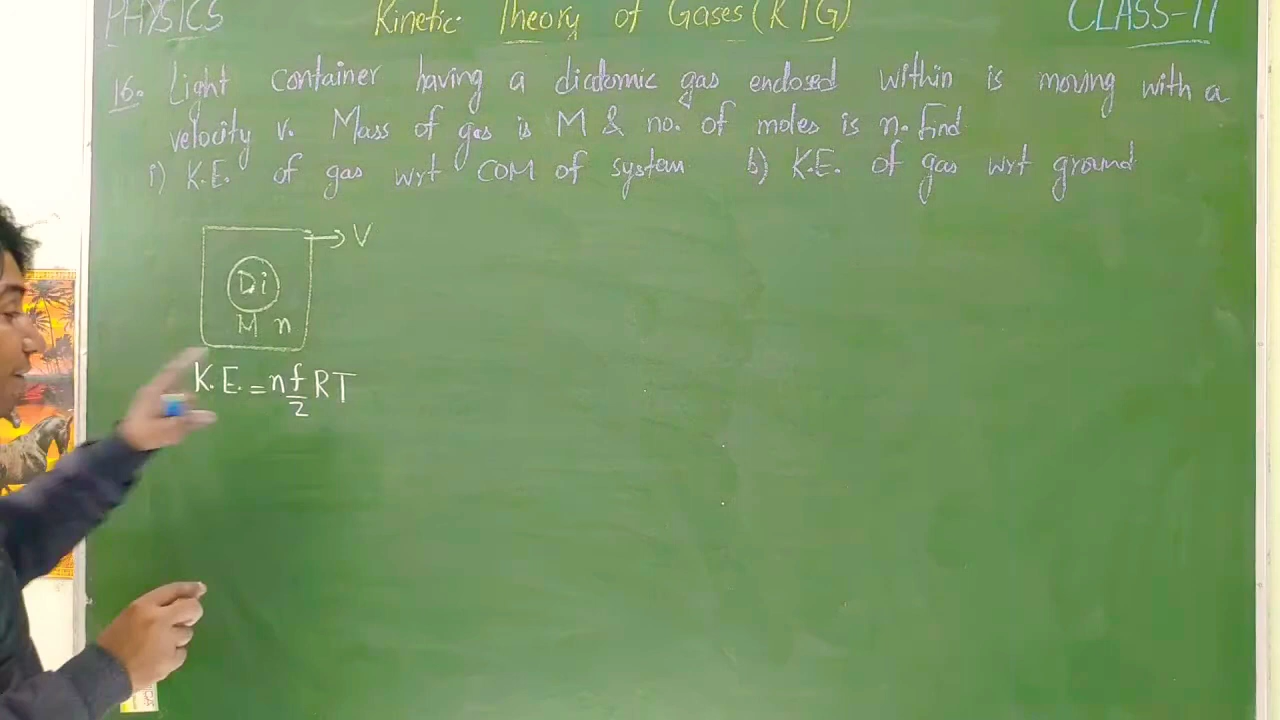 PHYSICS Kinetic Theory of Gases (KTG) CLASS-11
16. Light container having a diatomic gas enclosed within is moving with a
velocity v. Mass of gas is M & no. of moles is n. Find
i) K.E. of gas wrt COM of system b) K.E. of gas wrt ground
V
Di
M n
K.E. = n f/2 RT